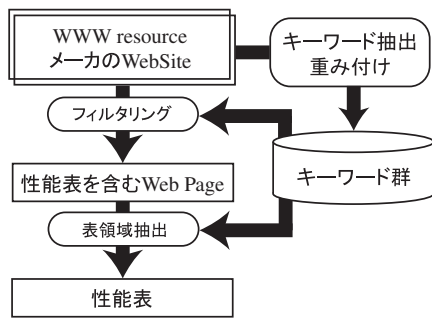 WWW resource
メーカのWebSite
キーワード抽出
重み付け
フィルタリング
キーワード群
性能表を含むWeb Page
表領域抽出
性能表